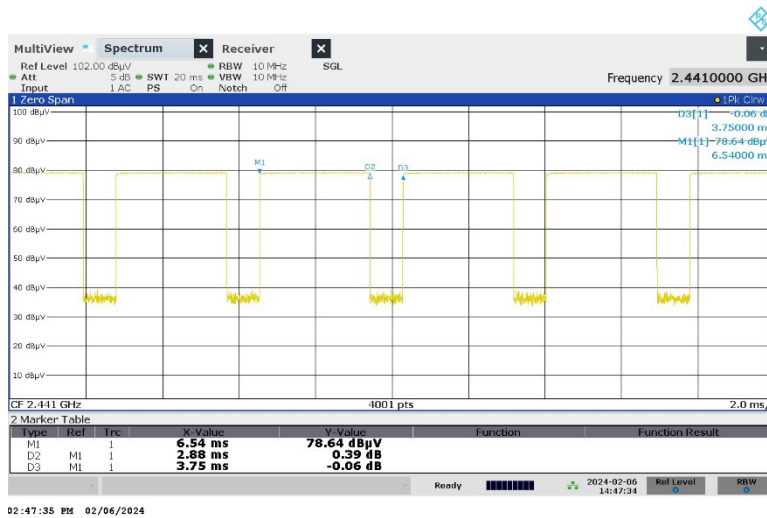 MultiView Spectrum X Receiver X
Ref Level 102.00 dBµV RBW 10 MHz SGL
Att 5 dB SWT 20 ms VBW 10 MHz Frequency 2.4410000 GH
Input 1 AC PS On Notch Off
1 Zero Span 1Pk Clrw
100 dBµV
D3[1] -0.06 d
3.75000 m
90 dBµV
M1[1] 78.64 dBµ
6.54000 m
M1 D2 D3
80 dBµV
70 dBµV
60 dBµV
50 dBµV
40 dBµV
30 dBµV
20 dBµV
10 dBµV
CF 2.441 GHz 4001 pts 2.0 ms/
2 Marker Table
Type Ref Trc X-Value Y-Value Function Function Result
M1 1 6.54 ms 78.64 dBµV
D2 M1 1 2.88 ms 0.39 dB
D3 M1 1 3.75 ms -0.06 dB
Ready 2024-02-06 Ref Level RBW
14:47:34
02:47:35 PM 02/06/2024